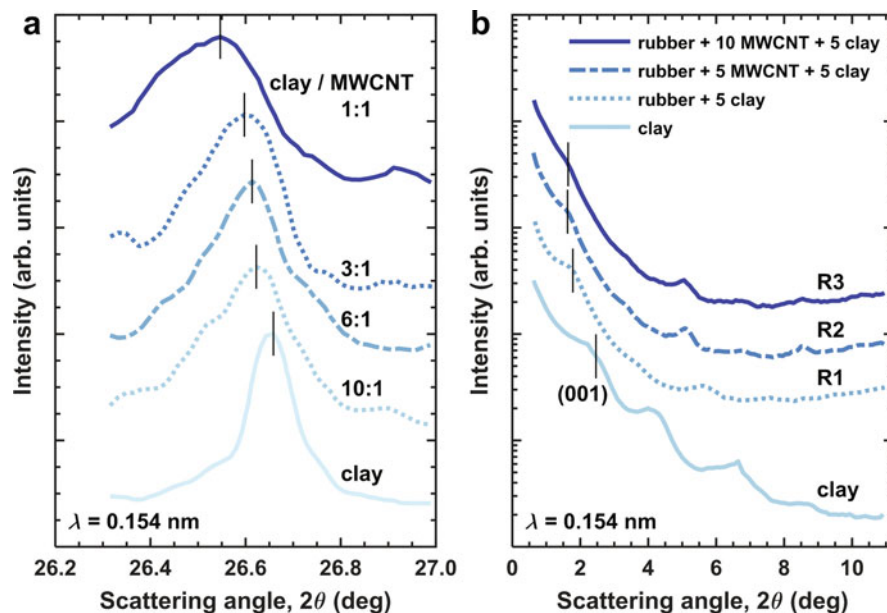 a
clay / MWCNT
1:1
3:1
6:1
10:1
clay
λ = 0.154 nm
26.2 26.4 26.6 26.8 27.0
Scattering angle, 2θ (deg)
Intensity (arb. units)
b
rubber + 10 MWCNT + 5 clay
rubber + 5 MWCNT + 5 clay
rubber + 5 clay
clay
R3
R2
R1
(001)
clay
λ = 0.154 nm
0 2 4 6 8 10
Scattering angle, 2θ (deg)
Intensity (arb. units)